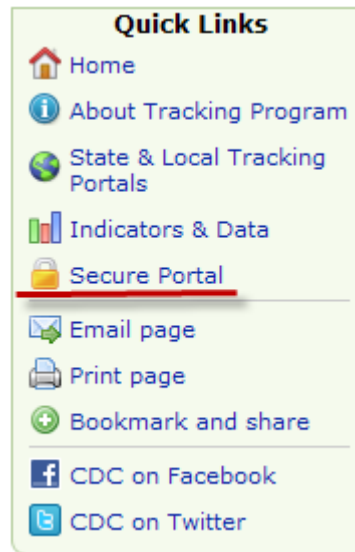 Quick Links
Home
About Tracking Program
State & Local Tracking
Portals
Indicators & Data
Secure Portal
Email page
Print page
Bookmark and share
CDC on Facebook
CDC on Twitter